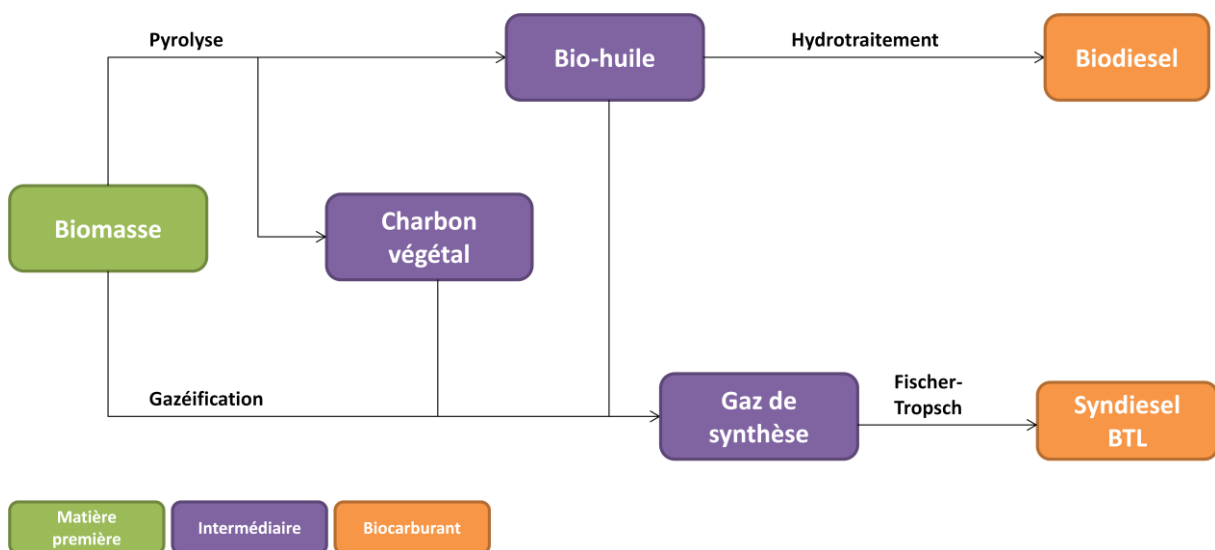 Pyrolyse
Bio-huile
Hydrotraitement
Biodiesel
Biomasse
Charbon
végétal
Gazéification
Gaz de
synthèse
Fischer-
Tropsch
Syndiesel
BTL
Matière
première
Intermédiaire
Biocarburant